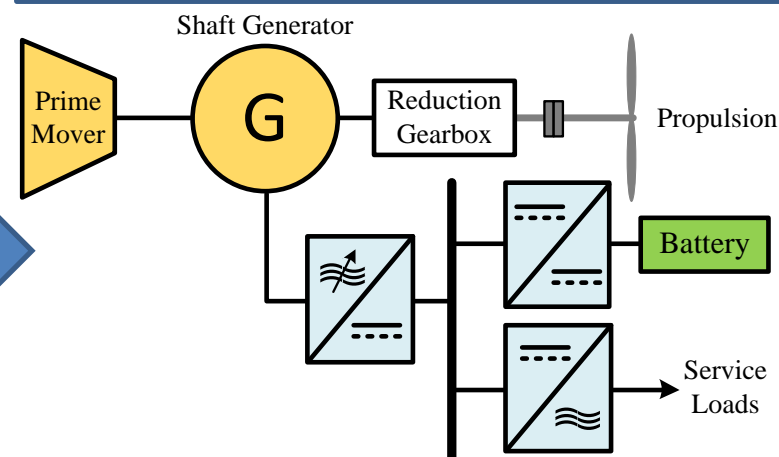 Shaft Generator
Prime
Mover
G
Reduction
Gearbox
Propulsion
Battery
Service
Loads